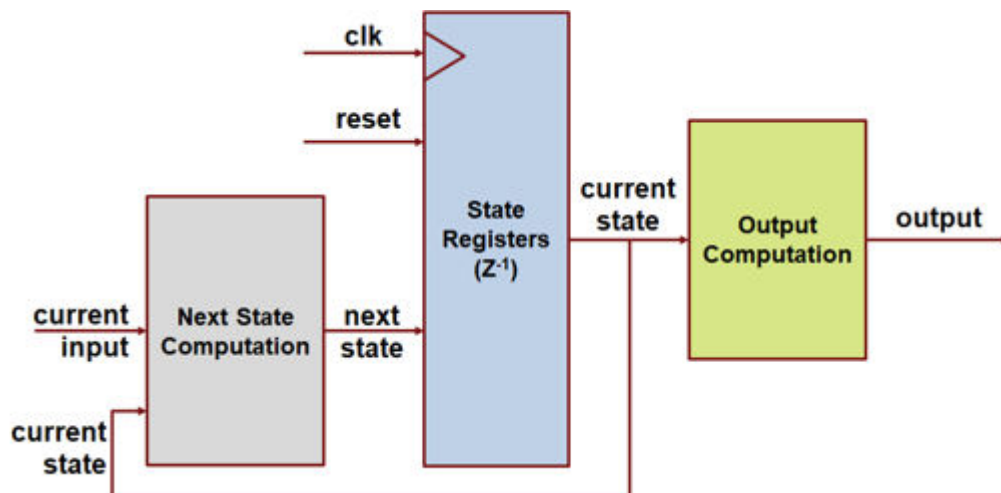 clk
reset
current
input
current
state
Next State
Computation
next
state
State
Registers
(Z⁻¹)
current
state
Output
Computation
output